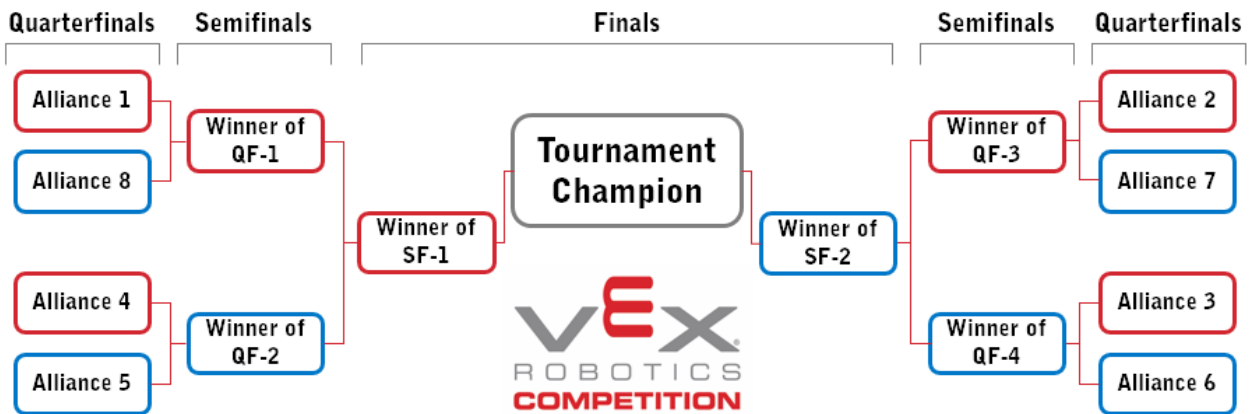 Quarterfinals
Semifinals
Finals
Semifinals
Quarterfinals
Alliance 1
Alliance 8
Alliance 4
Alliance 5
Winner of
QF-1
Winner of
QF-2
Winner of
SF-1
Tournament
Champion
Winner of
SF-2
Winner of
QF-3
Winner of
QF-4
Alliance 2
Alliance 7
Alliance 3
Alliance 6
VEX
ROBOTICS
COMPETITION